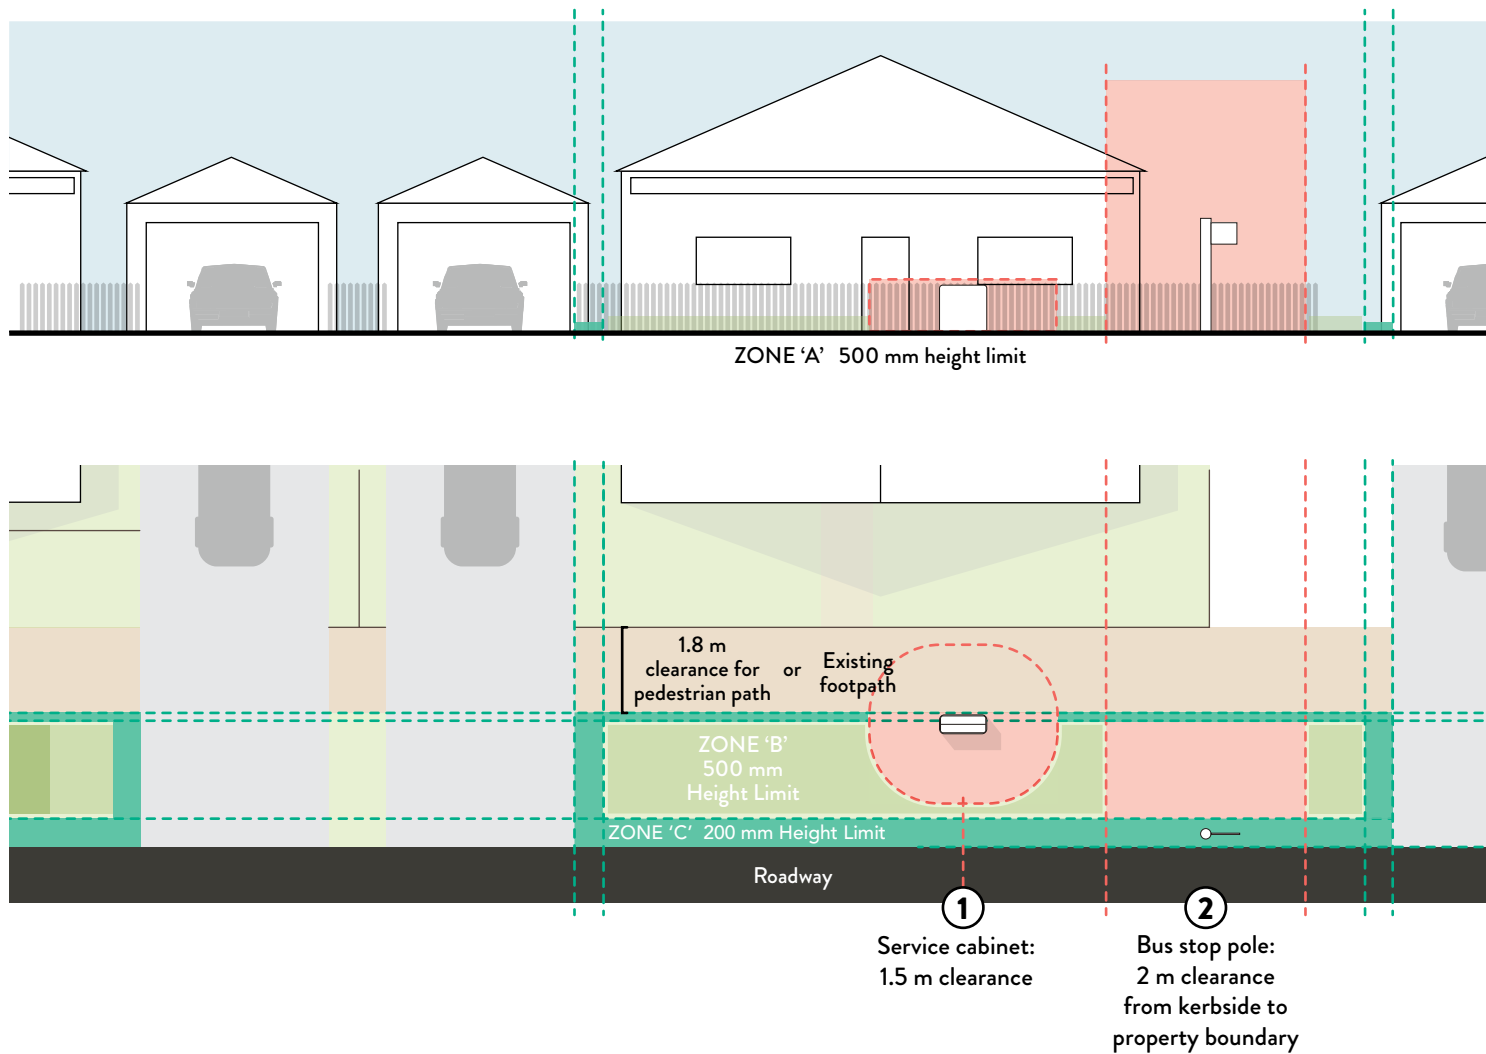 ZONE ‘A’ 500 mm height limit
1.8 m
clearance for
pedestrian path
or
Existing
footpath
ZONE ‘B’
500 mm
Height Limit
ZONE ‘C’ 200 mm Height Limit
Roadway
1
Service cabinet:
1.5 m clearance
2
Bus stop pole:
2 m clearance
from kerbside to
property boundary